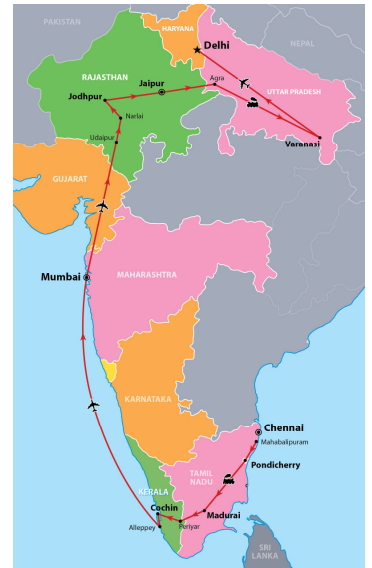 PAKISTAN
HARYANA
Delhi
NEPAL
RAJASTHAN
Agra
UTTAR PRADESH
Jaipur
Jodhpur
Narlai
Varanasi
Udaipur
GUJARAT
Mumbai
MAHARASHTRA
KARNATAKA
Chennai
Mahabalipuram
Pondicherry
TAMIL
NADU
KERALA
Cochin
Madurai
Alleppey
Periyar
SRI
LANKA